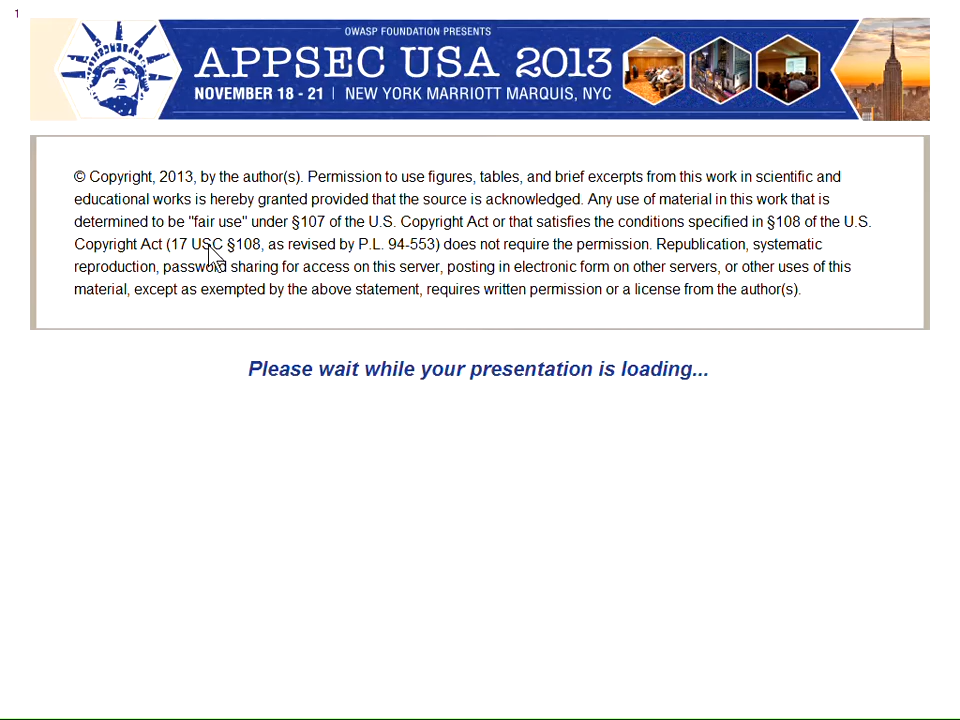 1
OWASP FOUNDATION PRESENTS
APPSEC USA 2013
NOVEMBER 18 - 21 | NEW YORK MARRIOTT MARQUIS, NYC
© Copyright, 2013, by the author(s). Permission to use figures, tables, and brief excerpts from this work in scientific and
educational works is hereby granted provided that the source is acknowledged. Any use of material in this work that is
determined to be "fair use" under §107 of the U.S. Copyright Act or that satisfies the conditions specified in §108 of the U.S.
Copyright Act (17 USC §108, as revised by P.L. 94-553) does not require the permission. Republication, systematic
reproduction, password sharing for access on this server, posting in electronic form on other servers, or other uses of this
material, except as exempted by the above statement, requires written permission or a license from the author(s).
Please wait while your presentation is loading...